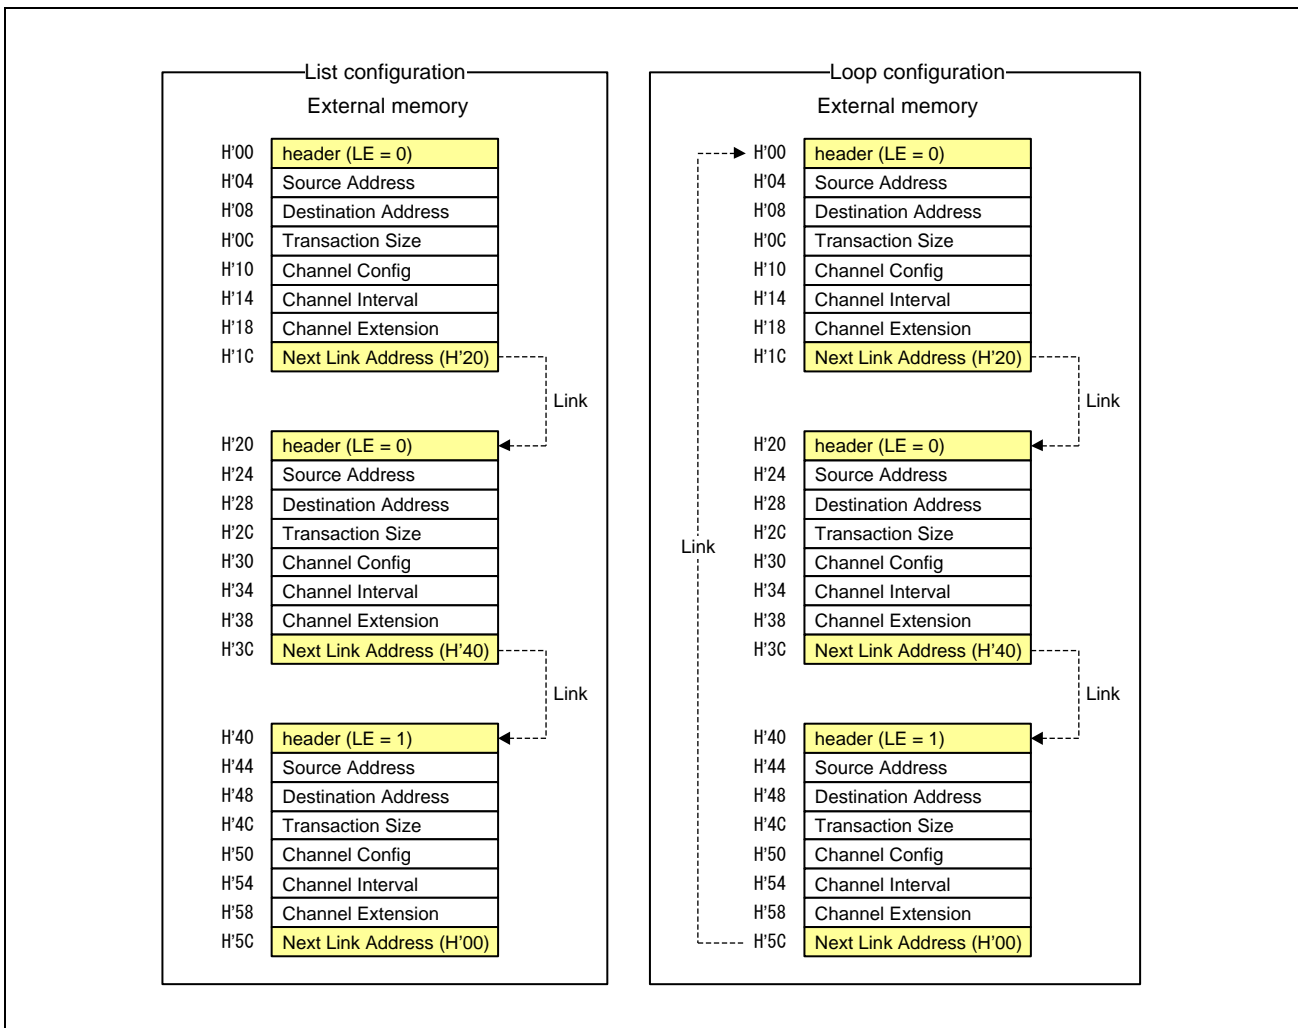 List configuration
External memory
H'00 header (LE = 0)
H'04 Source Address
H'08 Destination Address
H'0C Transaction Size
H'10 Channel Config
H'14 Channel Interval
H'18 Channel Extension
H'1C Next Link Address (H'20)
Link
H'20 header (LE = 0)
H'24 Source Address
H'28 Destination Address
H'2C Transaction Size
H'30 Channel Config
H'34 Channel Interval
H'38 Channel Extension
H'3C Next Link Address (H'40)
Link
H'40 header (LE = 1)
H'44 Source Address
H'48 Destination Address
H'4C Transaction Size
H'50 Channel Config
H'54 Channel Interval
H'58 Channel Extension
H'5C Next Link Address (H'00)
Loop configuration
External memory
H'00 header (LE = 0)
H'04 Source Address
H'08 Destination Address
H'0C Transaction Size
H'10 Channel Config
H'14 Channel Interval
H'18 Channel Extension
H'1C Next Link Address (H'20)
Link
H'20 header (LE = 0)
H'24 Source Address
H'28 Destination Address
H'2C Transaction Size
Link
H'30 Channel Config
H'34 Channel Interval
H'38 Channel Extension
H'3C Next Link Address (H'40)
Link
H'40 header (LE = 1)
H'44 Source Address
H'48 Destination Address
H'4C Transaction Size
H'50 Channel Config
H'54 Channel Interval
H'58 Channel Extension
H'5C Next Link Address (H'00)